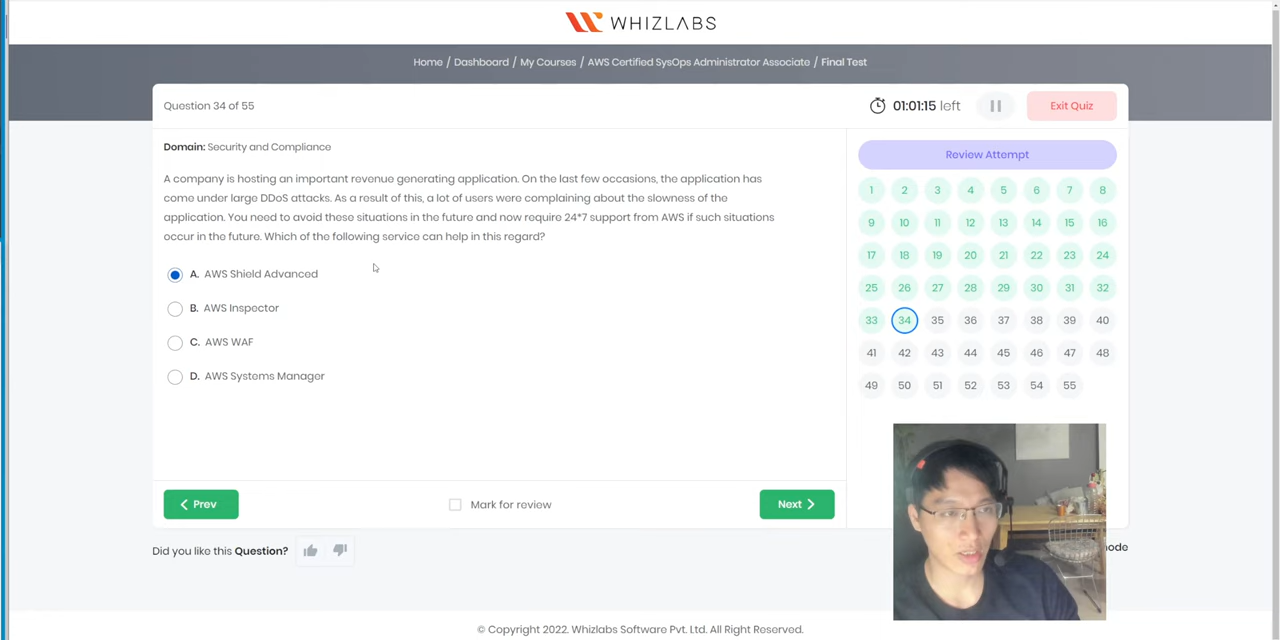 WHIZLABS
Home / Dashboard / My Courses / AWS Certified SysOps Administrator Associate / Final Test
Question 34 of 55
01:01:15 left
Exit Quiz
Domain: Security and Compliance
A company is hosting an important revenue generating application. On the last few occasions, the application has
come under large DDoS attacks. As a result of this, a lot of users were complaining about the slowness of the
application. You need to avoid these situations in the future and now require 24*7 support from AWS if such situations
occur in the future. Which of the following service can help in this regard?
A. AWS Shield Advanced
B. AWS Inspector
C. AWS WAF
D. AWS Systems Manager
Prev
Mark for review
Next
Review Attempt
1 2 3 4 5 6 7 8
9 10 11 12 13 14 15 16
17 18 19 20 21 22 23 24
25 26 27 28 29 30 31 32
33 34 35 36 37 38 39 40
41 42 43 44 45 46 47 48
49 50 51 52 53 54 55
Did you like this Question?
© Copyright 2022. Whizlabs Software Pvt. Ltd. All Right Reserved.